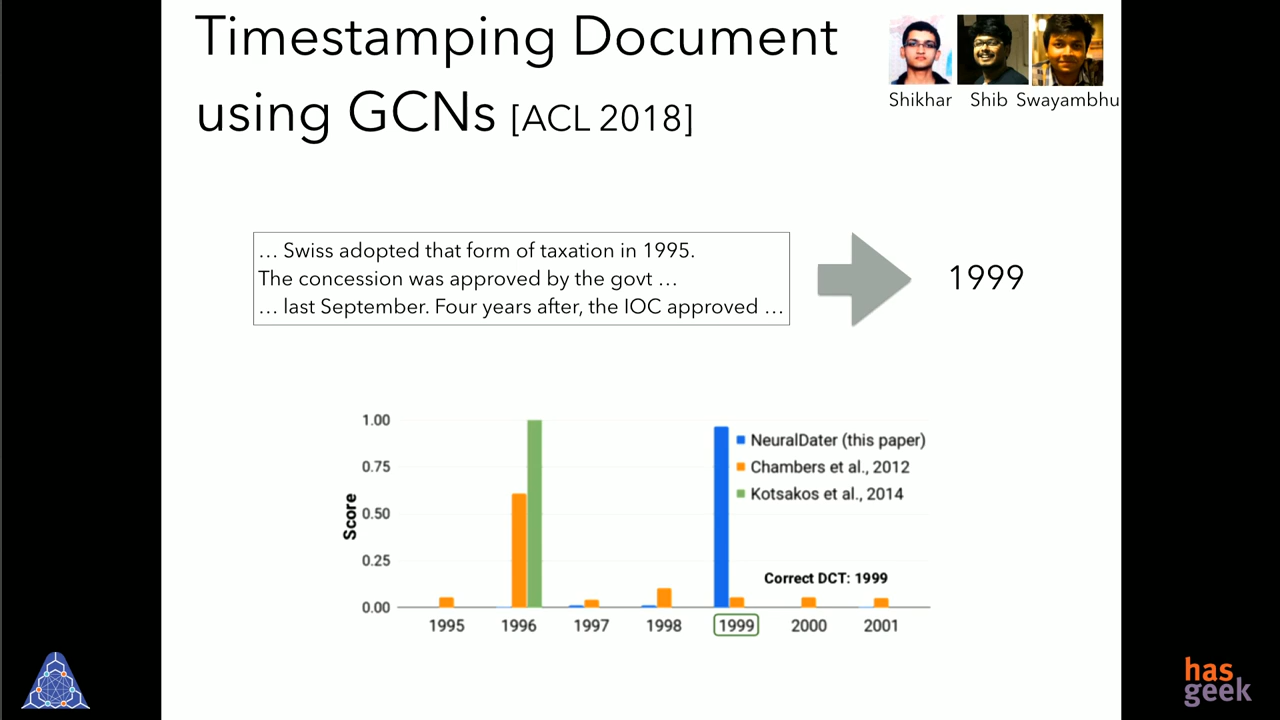 Timestamping Document
using GCNs [ACL 2018]
Shikhar Shib Swayambhu
… Swiss adopted that form of taxation in 1995.
The concession was approved by the govt …
… last September. Four years after, the IOC approved …
1999
1.00
0.75
0.50
0.25
0.00
Score
NeuralDater (this paper)
Chambers et al., 2012
Kotsakos et al., 2014
Correct DCT: 1999
1995 1996 1997 1998 1999 2000 2001
has
geek